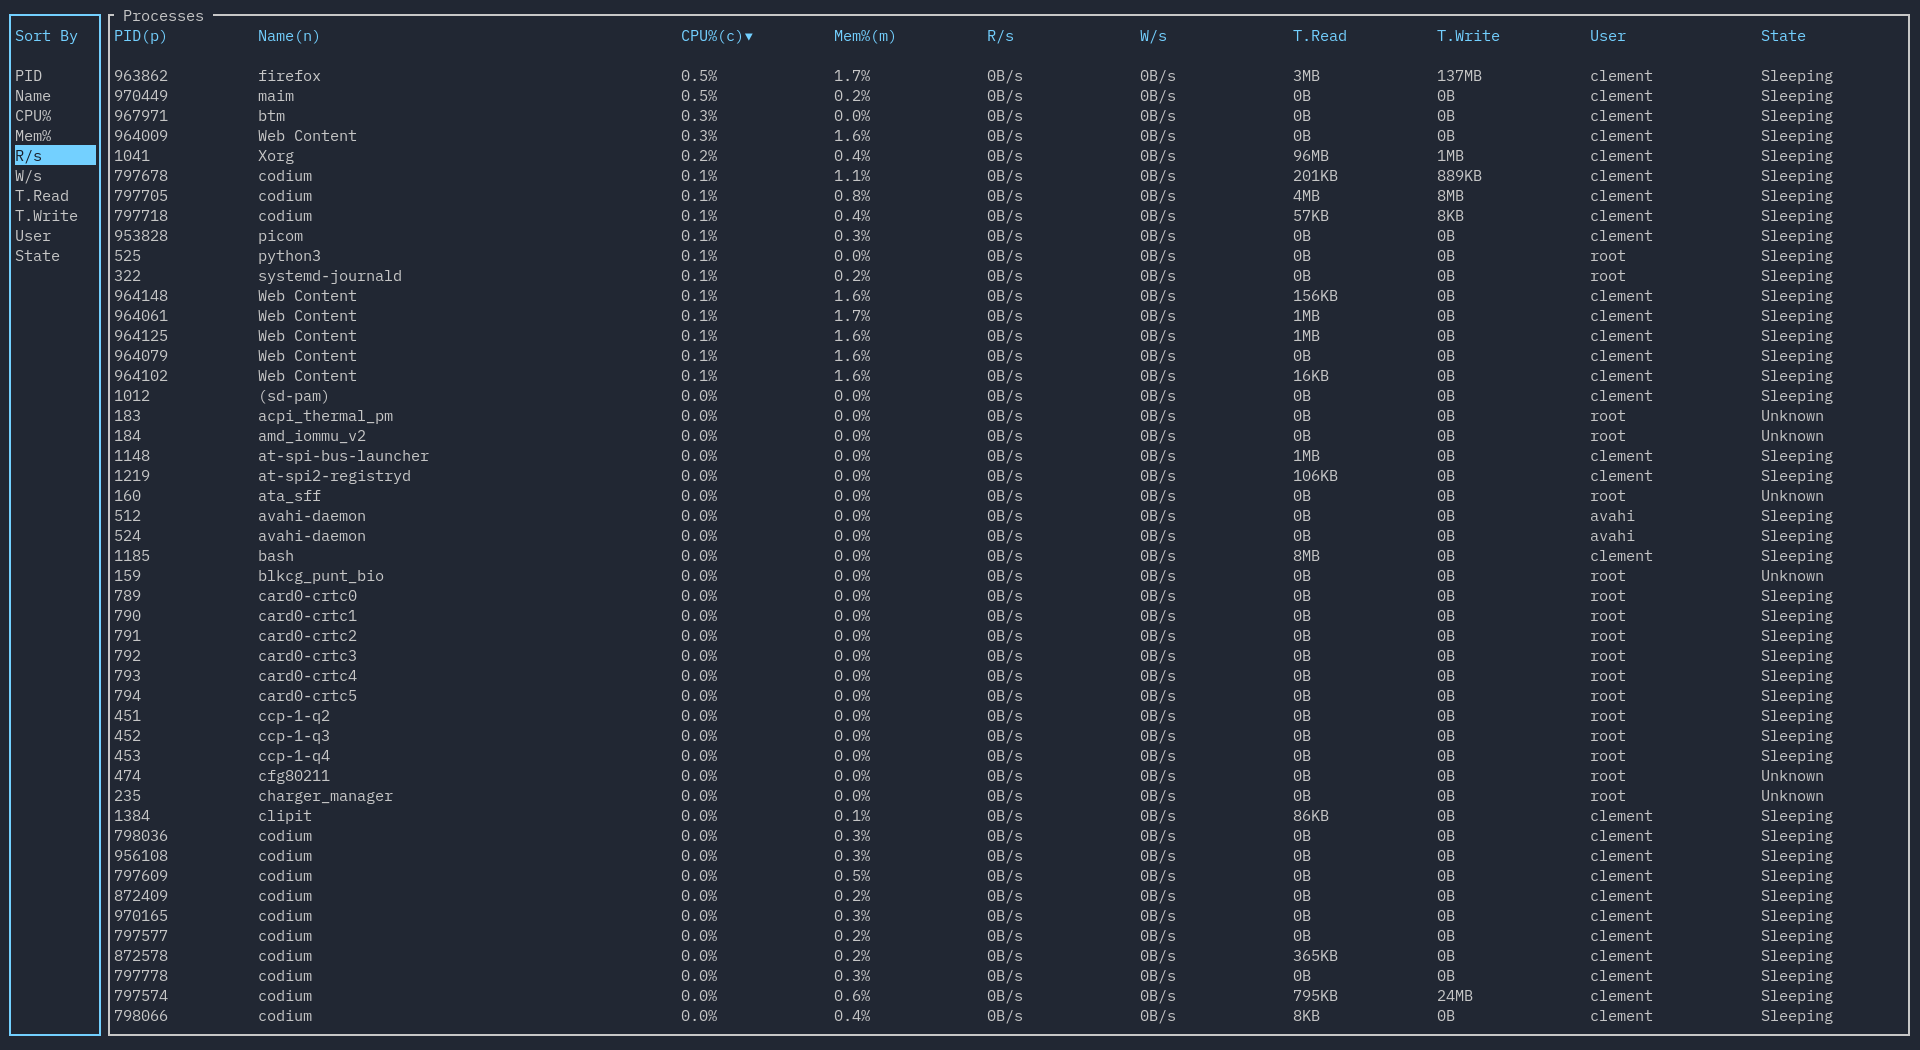 Processes
Sort By PID(p) Name(n) CPU%(c)▼ Mem%(m) R/s W/s T.Read T.Write User State
PID 963862 firefox 0.5% 1.7% 0B/s 0B/s 3MB 137MB clement Sleeping
Name 970449 maim 0.5% 0.2% 0B/s 0B/s 0B 0B clement Sleeping
CPU% 967971 btm 0.3% 0.0% 0B/s 0B/s 0B 0B clement Sleeping
Mem% 964009 Web Content 0.3% 1.6% 0B/s 0B/s 0B 0B clement Sleeping
R/s 1041 Xorg 0.2% 0.4% 0B/s 0B/s 96MB 1MB clement Sleeping
W/s 797678 codium 0.1% 1.1% 0B/s 0B/s 201KB 889KB clement Sleeping
T.Read 797705 codium 0.1% 0.8% 0B/s 0B/s 4MB 8MB clement Sleeping
T.Write 797718 codium 0.1% 0.4% 0B/s 0B/s 57KB 8KB clement Sleeping
User 953828 picom 0.1% 0.3% 0B/s 0B/s 0B 0B clement Sleeping
State 525 python3 0.1% 0.0% 0B/s 0B/s 0B 0B root Sleeping
322 systemd-journald 0.1% 0.2% 0B/s 0B/s 0B 0B root Sleeping
964148 Web Content 0.1% 1.6% 0B/s 0B/s 156KB 0B clement Sleeping
964061 Web Content 0.1% 1.7% 0B/s 0B/s 1MB 0B clement Sleeping
964125 Web Content 0.1% 1.6% 0B/s 0B/s 1MB 0B clement Sleeping
964079 Web Content 0.1% 1.6% 0B/s 0B/s 0B 0B clement Sleeping
964102 Web Content 0.1% 1.6% 0B/s 0B/s 16KB 0B clement Sleeping
1012 (sd-pam) 0.0% 0.0% 0B/s 0B/s 0B 0B clement Sleeping
183 acpi_thermal_pm 0.0% 0.0% 0B/s 0B/s 0B 0B root Unknown
184 amd_iommu_v2 0.0% 0.0% 0B/s 0B/s 0B 0B root Unknown
1148 at-spi-bus-launcher 0.0% 0.0% 0B/s 0B/s 1MB 0B clement Sleeping
1219 at-spi2-registryd 0.0% 0.0% 0B/s 0B/s 106KB 0B clement Sleeping
160 ata_sff 0.0% 0.0% 0B/s 0B/s 0B 0B root Unknown
512 avahi-daemon 0.0% 0.0% 0B/s 0B/s 0B 0B avahi Sleeping
524 avahi-daemon 0.0% 0.0% 0B/s 0B/s 0B 0B avahi Sleeping
1185 bash 0.0% 0.0% 0B/s 0B/s 8MB 0B clement Sleeping
159 blkcg_punt_bio 0.0% 0.0% 0B/s 0B/s 0B 0B root Unknown
789 card0-crtc0 0.0% 0.0% 0B/s 0B/s 0B 0B root Sleeping
790 card0-crtc1 0.0% 0.0% 0B/s 0B/s 0B 0B root Sleeping
791 card0-crtc2 0.0% 0.0% 0B/s 0B/s 0B 0B root Sleeping
792 card0-crtc3 0.0% 0.0% 0B/s 0B/s 0B 0B root Sleeping
793 card0-crtc4 0.0% 0.0% 0B/s 0B/s 0B 0B root Sleeping
794 card0-crtc5 0.0% 0.0% 0B/s 0B/s 0B 0B root Sleeping
451 ccp-1-q2 0.0% 0.0% 0B/s 0B/s 0B 0B root Sleeping
452 ccp-1-q3 0.0% 0.0% 0B/s 0B/s 0B 0B root Sleeping
453 ccp-1-q4 0.0% 0.0% 0B/s 0B/s 0B 0B root Sleeping
474 cfg80211 0.0% 0.0% 0B/s 0B/s 0B 0B root Unknown
235 charger_manager 0.0% 0.0% 0B/s 0B/s 0B 0B root Unknown
1384 clipit 0.0% 0.1% 0B/s 0B/s 86KB 0B clement Sleeping
798036 codium 0.0% 0.3% 0B/s 0B/s 0B 0B clement Sleeping
956108 codium 0.0% 0.3% 0B/s 0B/s 0B 0B clement Sleeping
797609 codium 0.0% 0.5% 0B/s 0B/s 0B 0B clement Sleeping
872409 codium 0.0% 0.2% 0B/s 0B/s 0B 0B clement Sleeping
970165 codium 0.0% 0.3% 0B/s 0B/s 0B 0B clement Sleeping
797577 codium 0.0% 0.2% 0B/s 0B/s 0B 0B clement Sleeping
872578 codium 0.0% 0.2% 0B/s 0B/s 365KB 0B clement Sleeping
797778 codium 0.0% 0.3% 0B/s 0B/s 0B 0B clement Sleeping
797574 codium 0.0% 0.6% 0B/s 0B/s 795KB 24MB clement Sleeping
798066 codium 0.0% 0.4% 0B/s 0B/s 8KB 0B clement Sleeping